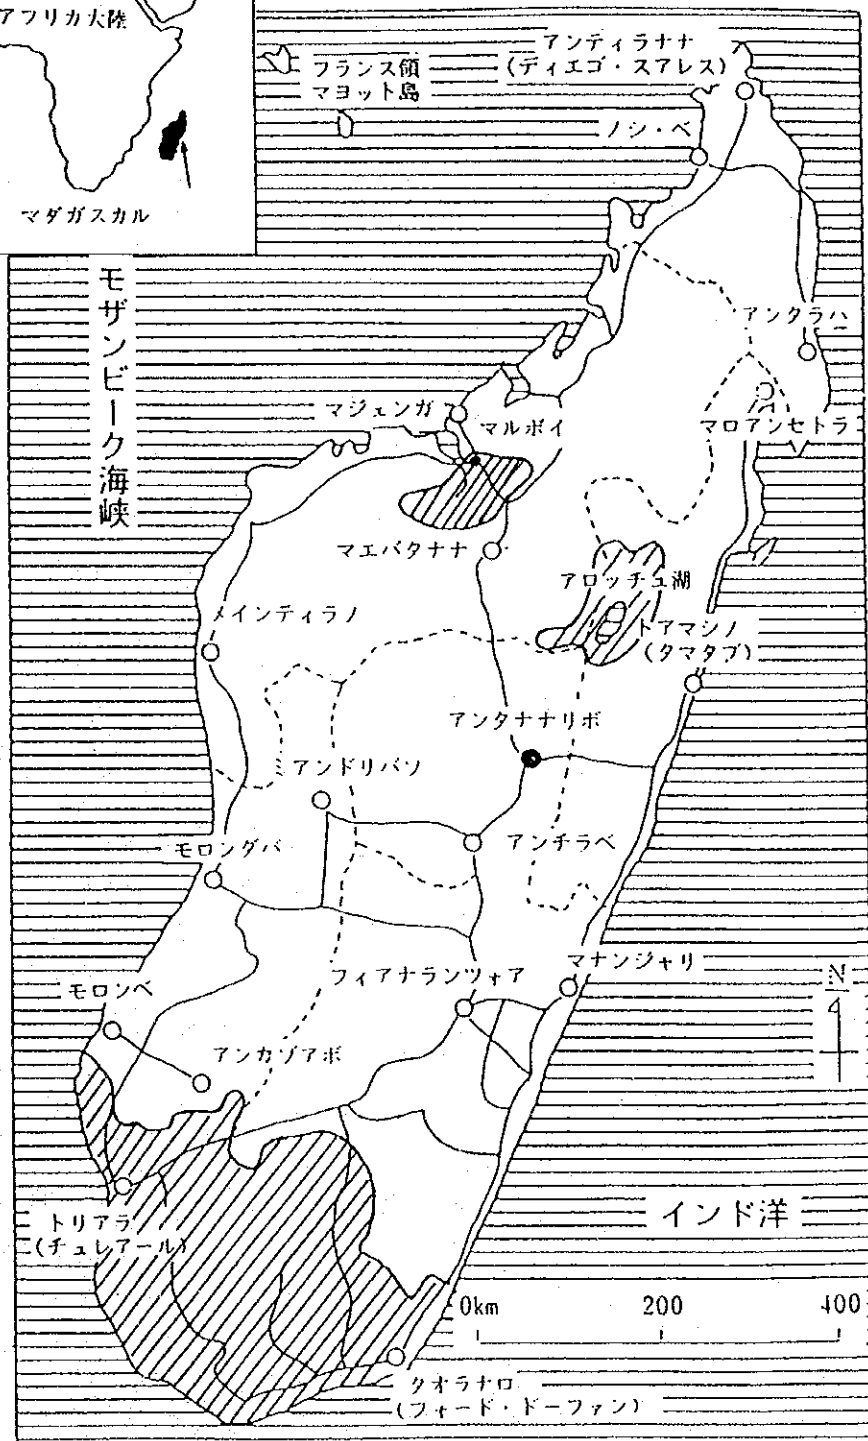 アフリカ大陸
マダガスカル
フランス領
マヨット島
アンティラナナ
(ディエゴ・スアレス)
ノシ・ベ
モザンビーク海峡
アンタラハ
マジェンガ
マルボイ
マロアンセトラ
マエバタナナ
アロッチュ湖
メインティラノ
トアマシノ
(タマタブ)
アンタナナリボ
ミアンドリバソ
モロンダバ
アンチラベ
マナンジャリ
フィアナランツォア
N
モロンベ
アンカゾアボ
トリアラ
(チュレアール)
インド洋
0km 200 400
タオラナロ
(フォード・ドーファン)